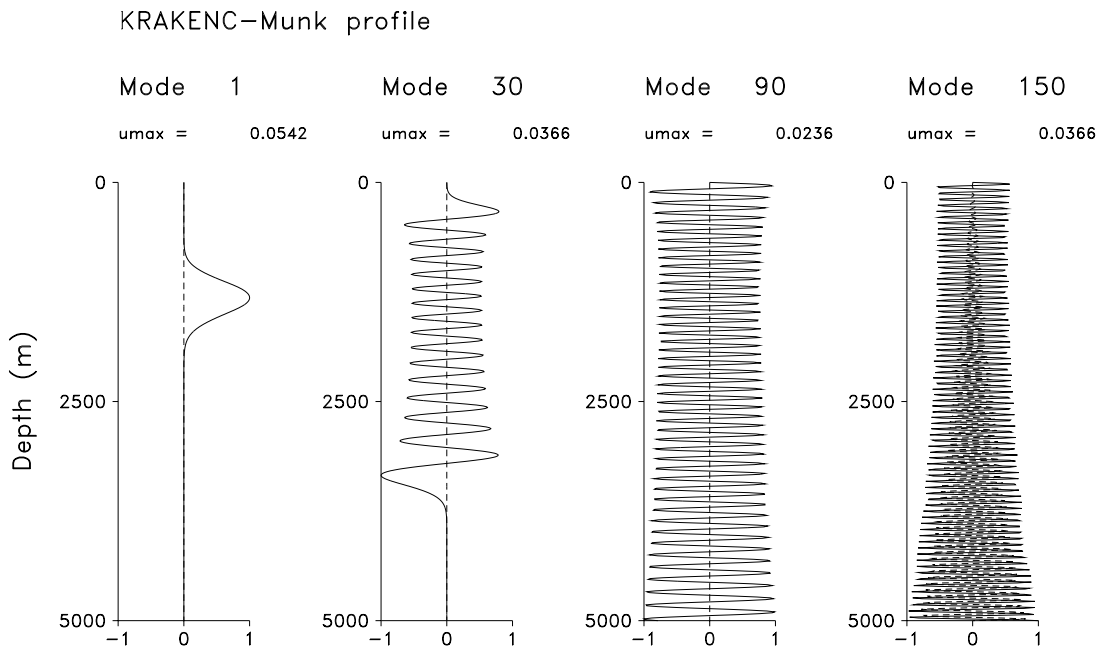 KRAKENC−Munk profile
Mode 1
umax = 0.0542
0
2500
5000
−1 0 1
Mode 30
umax = 0.0366
0
2500
5000
−1 0 1
Mode 90
umax = 0.0236
0
2500
5000
−1 0 1
Mode 150
umax = 0.0366
0
2500
5000
−1 0 1
Depth (m)